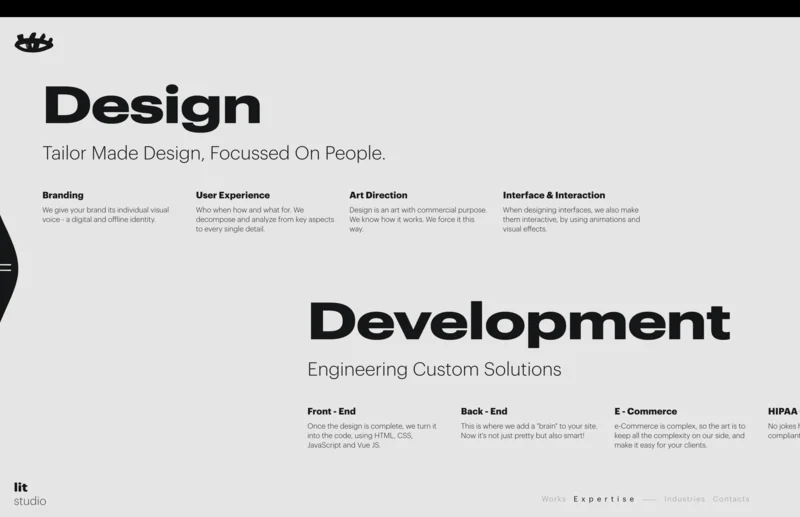 Design
Tailor Made Design, Focussed On People.
Branding
We give your brand its individual visual
voice - a digital and offline identity.
User Experience
Who when how and what for. We
decompose and analyze from key aspects
to every single detail.
Art Direction
Design is an art with commercial purpose.
We know how it works. We force it this
way.
Interface & Interaction
When designing interfaces, we also make
them interactive, by using animations and
visual effects.
Development
Engineering Custom Solutions
Front - End
Once the design is complete, we turn it
into the code, using HTML, CSS,
JavaScript and Vue JS.
Back - End
This is where we add a "brain" to your site.
Now it's not just pretty but also smart!
E - Commerce
e-Commerce is complex, so the art is to
keep all the complexity on our side, and
make it easy for your clients.
HIPAA
No jokes
lit
studio
Works Expertise Industries Contacts